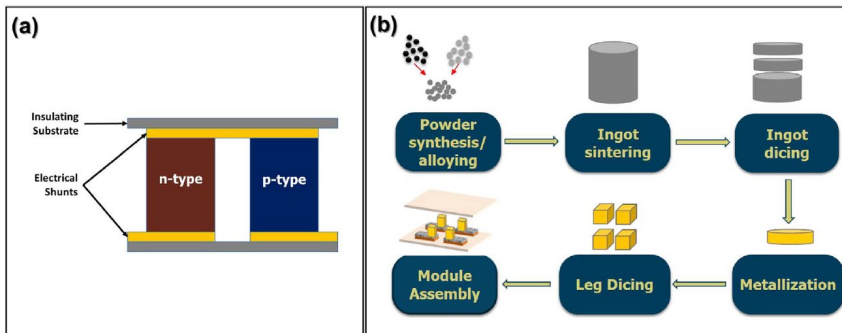 (a)
Insulating
Substrate
Electrical
Shunts
n-type
p-type
(b)
Powder
synthesis/
alloying
Ingot
sintering
Ingot
dicing
Module
Assembly
Leg Dicing
Metallization